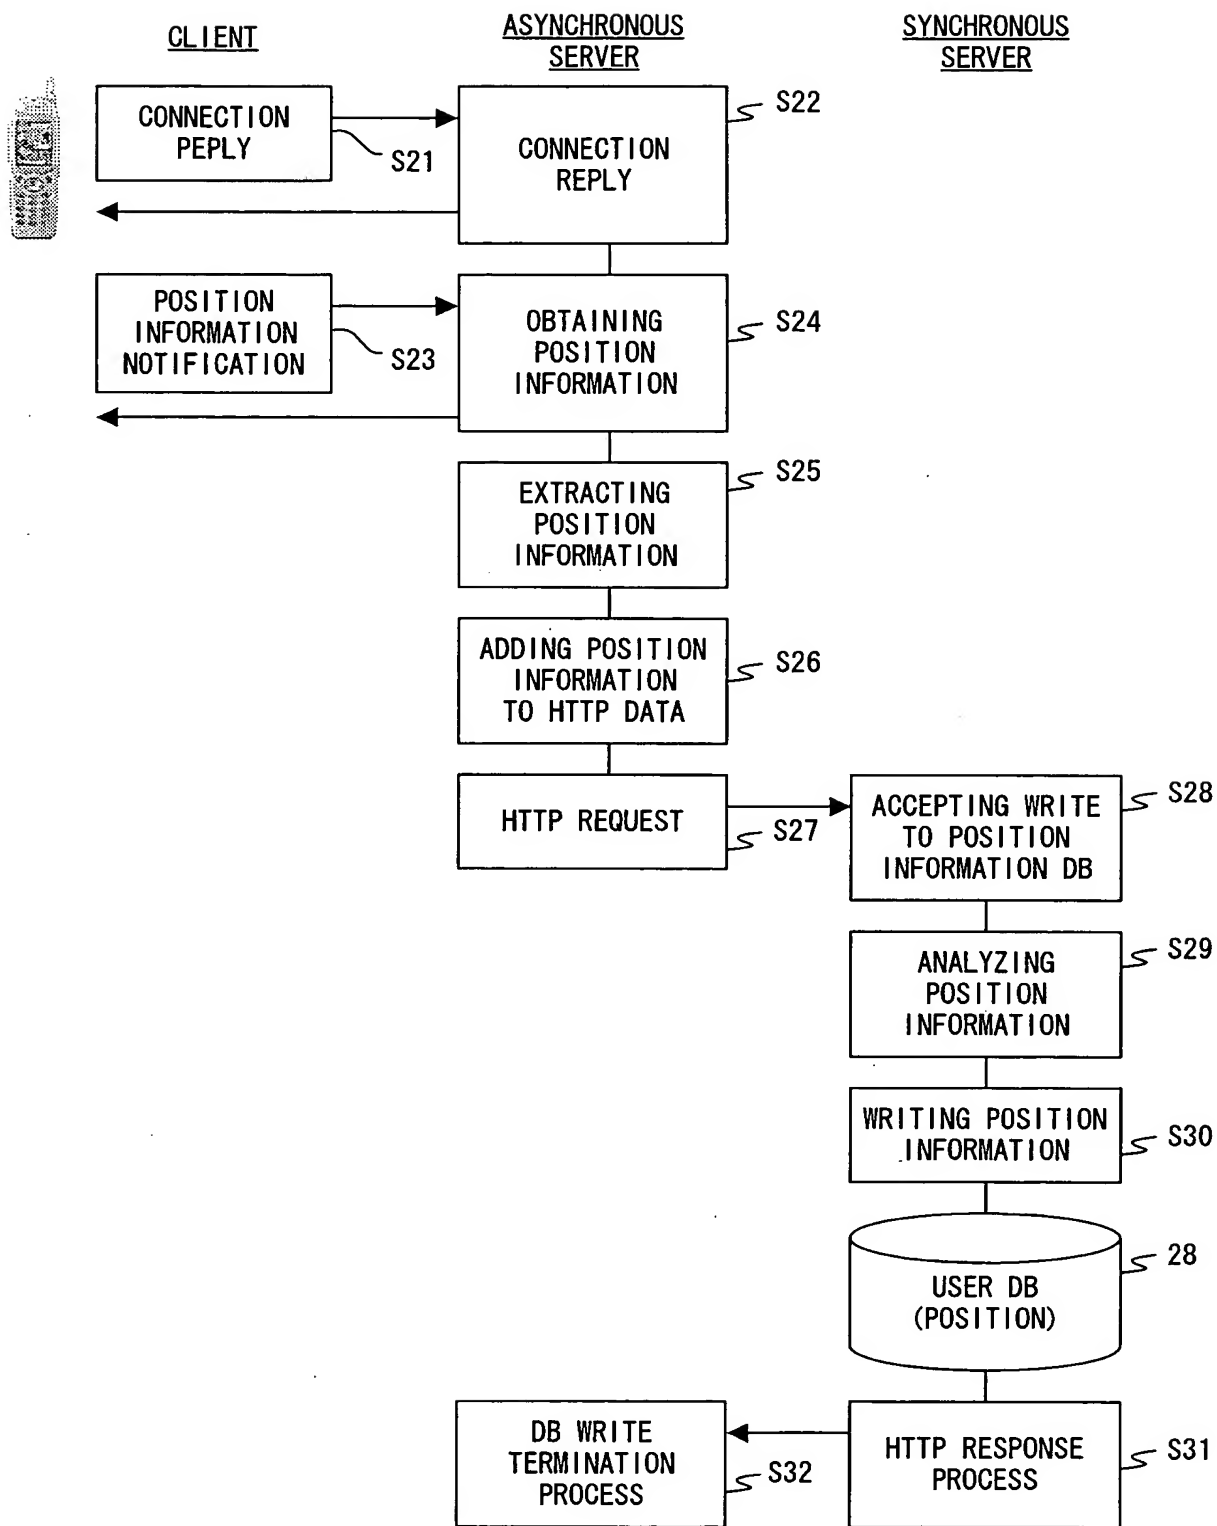 CLIENT
ASYNCHRONOUS
SERVER
SYNCHRONOUS
SERVER
CONNECTION
PEPLY
S21
CONNECTION
REPLY
S22
POSITION
INFORMATION
NOTIFICATION
S23
OBTAINING
POSITION
INFORMATION
S24
EXTRACTING
POSITION
INFORMATION
S25
ADDING POSITION
INFORMATION
TO HTTP DATA
S26
HTTP REQUEST
S27
ACCEPTING WRITE
TO POSITION
INFORMATION DB
S28
ANALYZING
POSITION
INFORMATION
S29
WRITING POSITION
INFORMATION
S30
USER DB
(POSITION)
28
DB WRITE
TERMINATION
PROCESS
S32
HTTP RESPONSE
PROCESS
S31